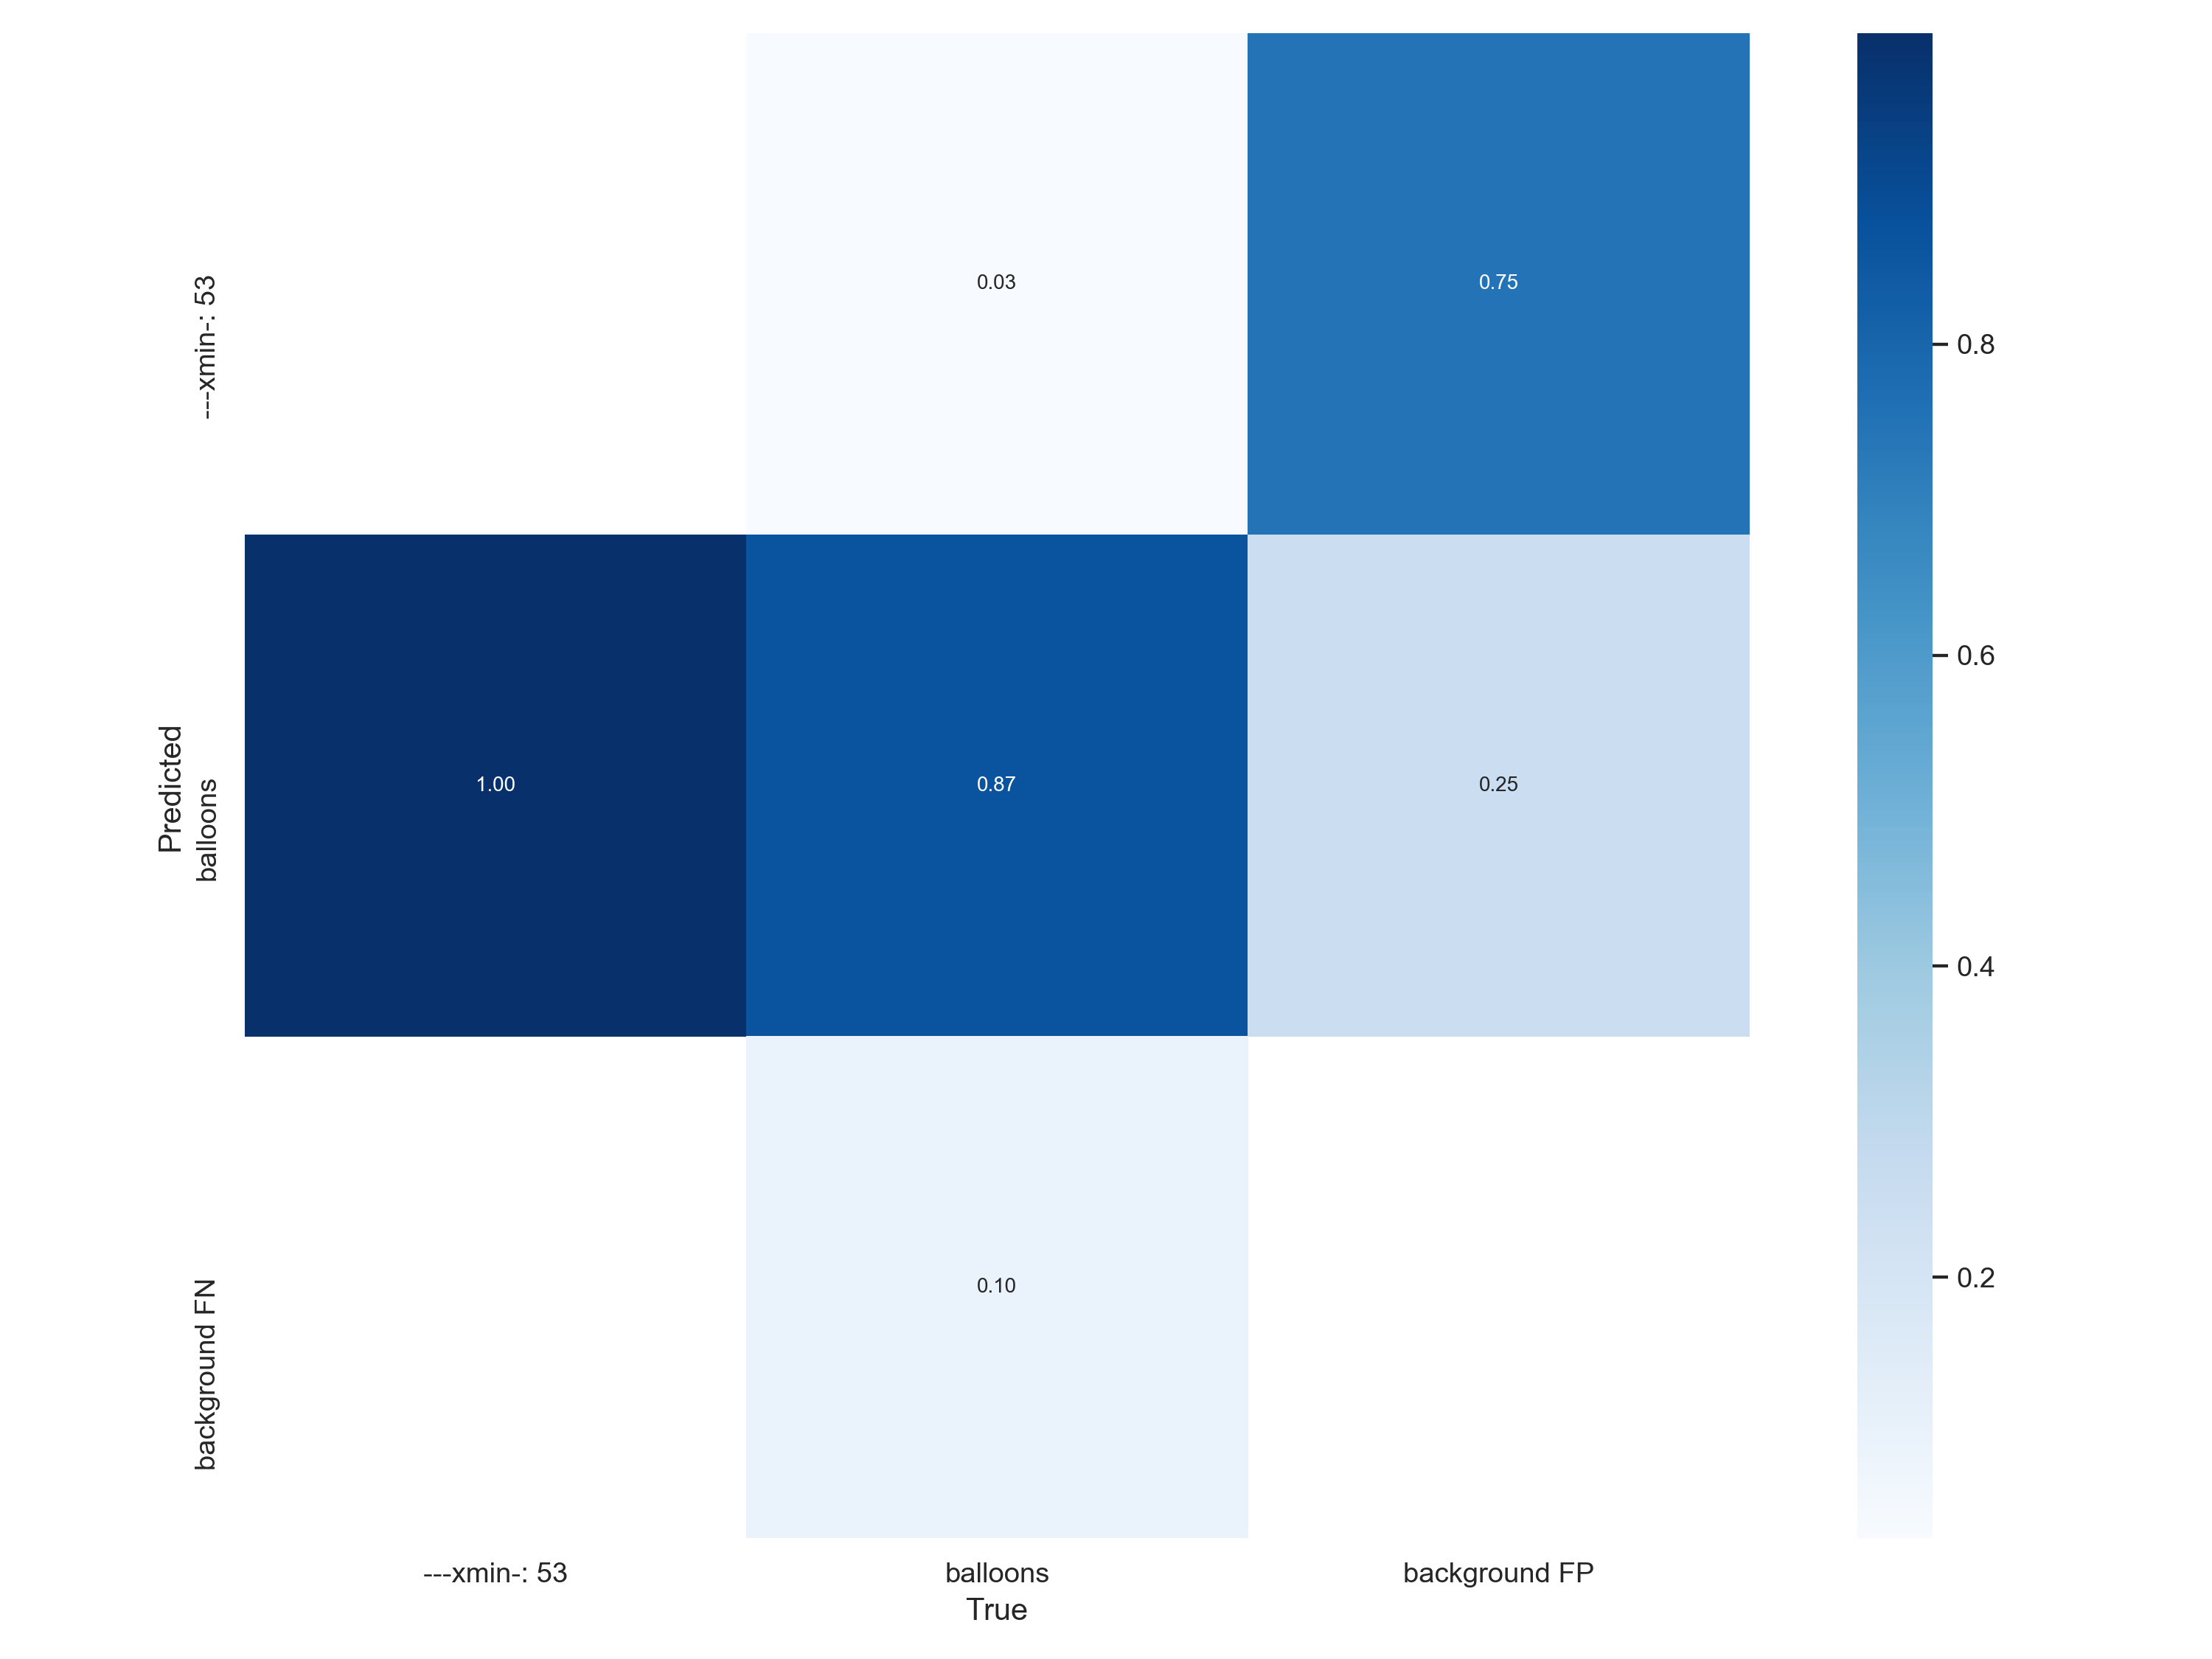 ---xmin-: 53
0.03
0.75
0.8
0.6
Predicted
balloons
1.00
0.87
0.25
0.4
background FN
0.10
0.2
---xmin-: 53
balloons
background FP
True